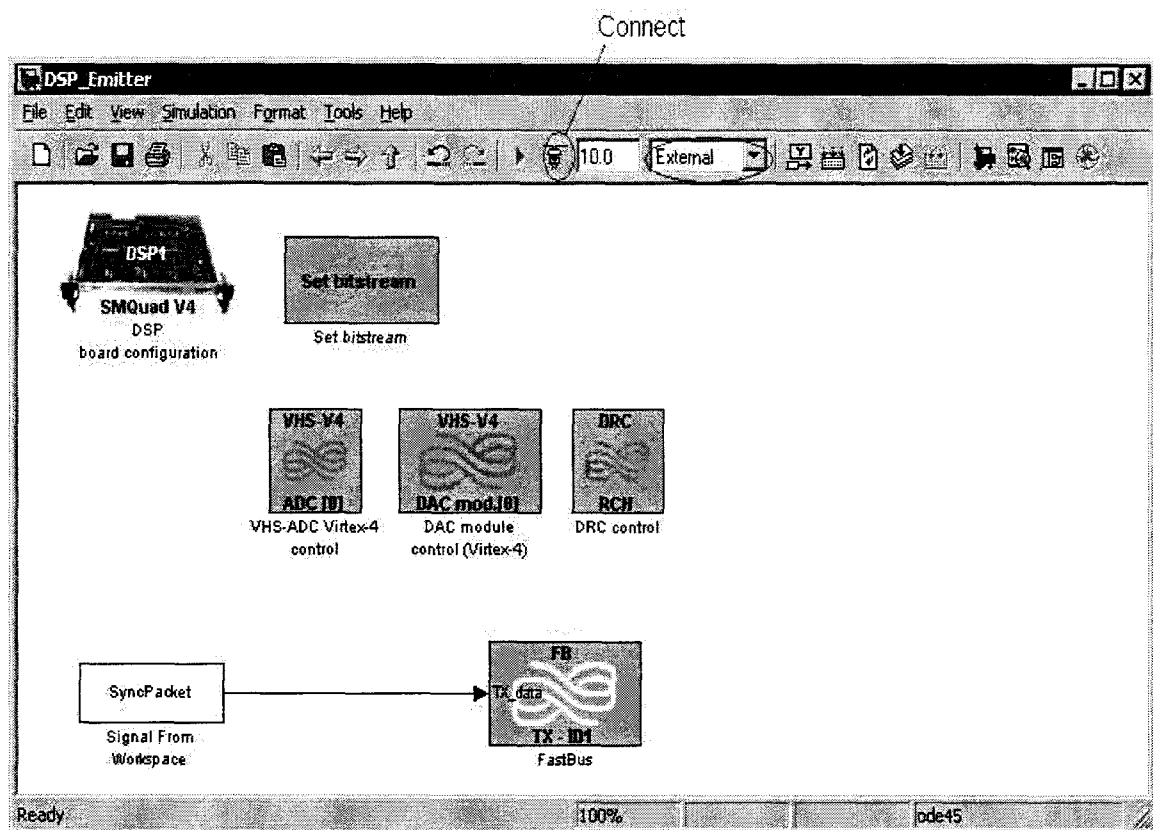 Connect
DSP_Emitter
File Edit View Simulation Format Tools Help
10.0 External
DSP1
SMQuad V4
DSP
board configuration
Set bitstream
Set bitstream
VHS-V4
ADC [0]
VHS-ADC Virtex-4
control
VHS-V4
DAC mod.[0]
DAC module
control (Virtex-4)
DRC
RCH
DRC control
SyncPacket
Signal From
Workspace
FB
TX_data
TX - ID1
FastBus
Ready 100% ode45